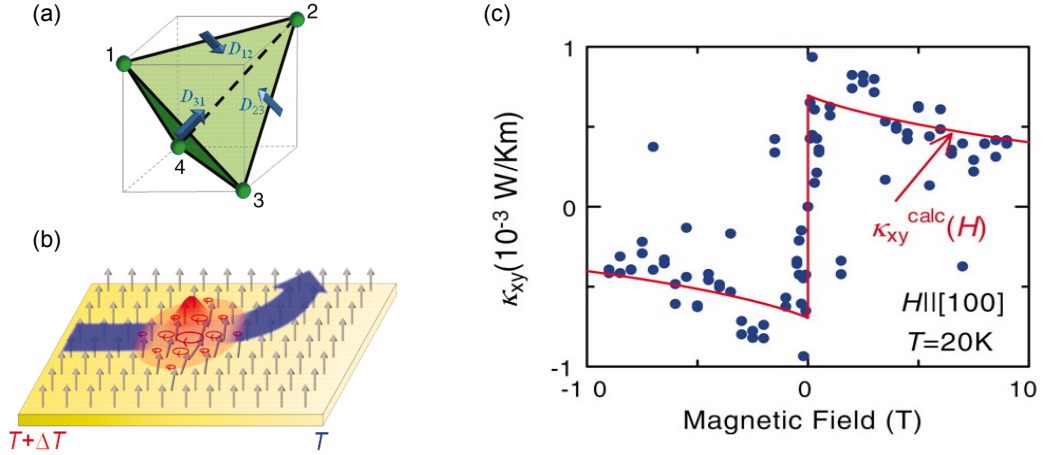 (a)
1
2
3
4
D12
D31
D23
(b)
T+ΔT
T
(c)
κxy(10-3 W/Km)
1
0
-1
κxycalc(H)
H||[100]
T=20K
-10
0
10
Magnetic Field (T)